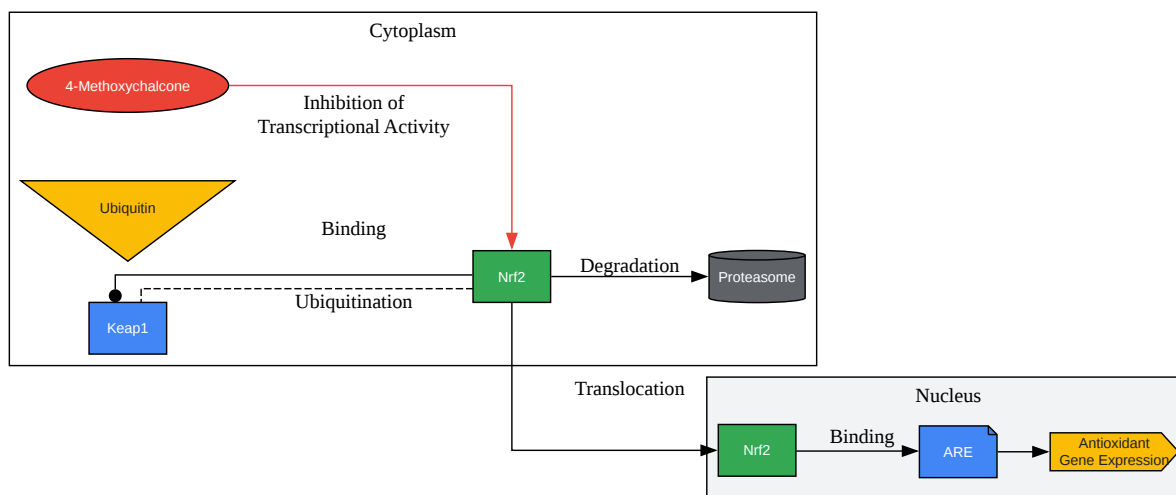 Cytoplasm
4-Methoxychalcone
Inhibition of
Transcriptional Activity
Ubiquitin
Binding
Nrf2
Degradation
Proteasome
Ubiquitination
Keap1
Translocation
Nucleus
Nrf2
Binding
ARE
Antioxidant
Gene Expression